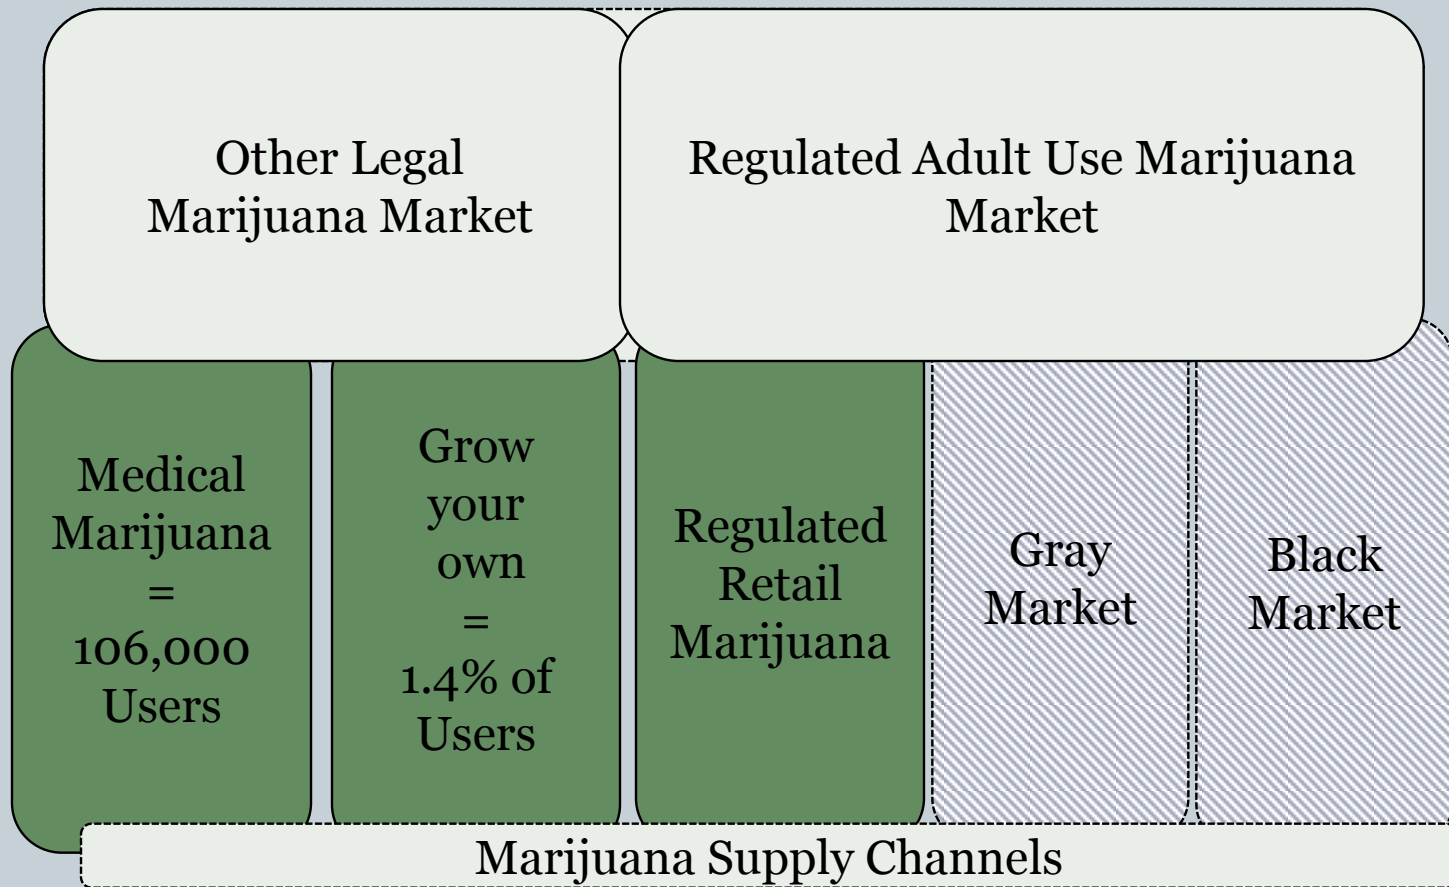 Other Legal
Marijuana Market
Regulated Adult Use Marijuana
Market
Medical
Marijuana
=
106,000
Users
Grow
your
own
=
1.4% of
Users
Regulated
Retail
Marijuana
Gray
Market
Black
Market
Marijuana Supply Channels